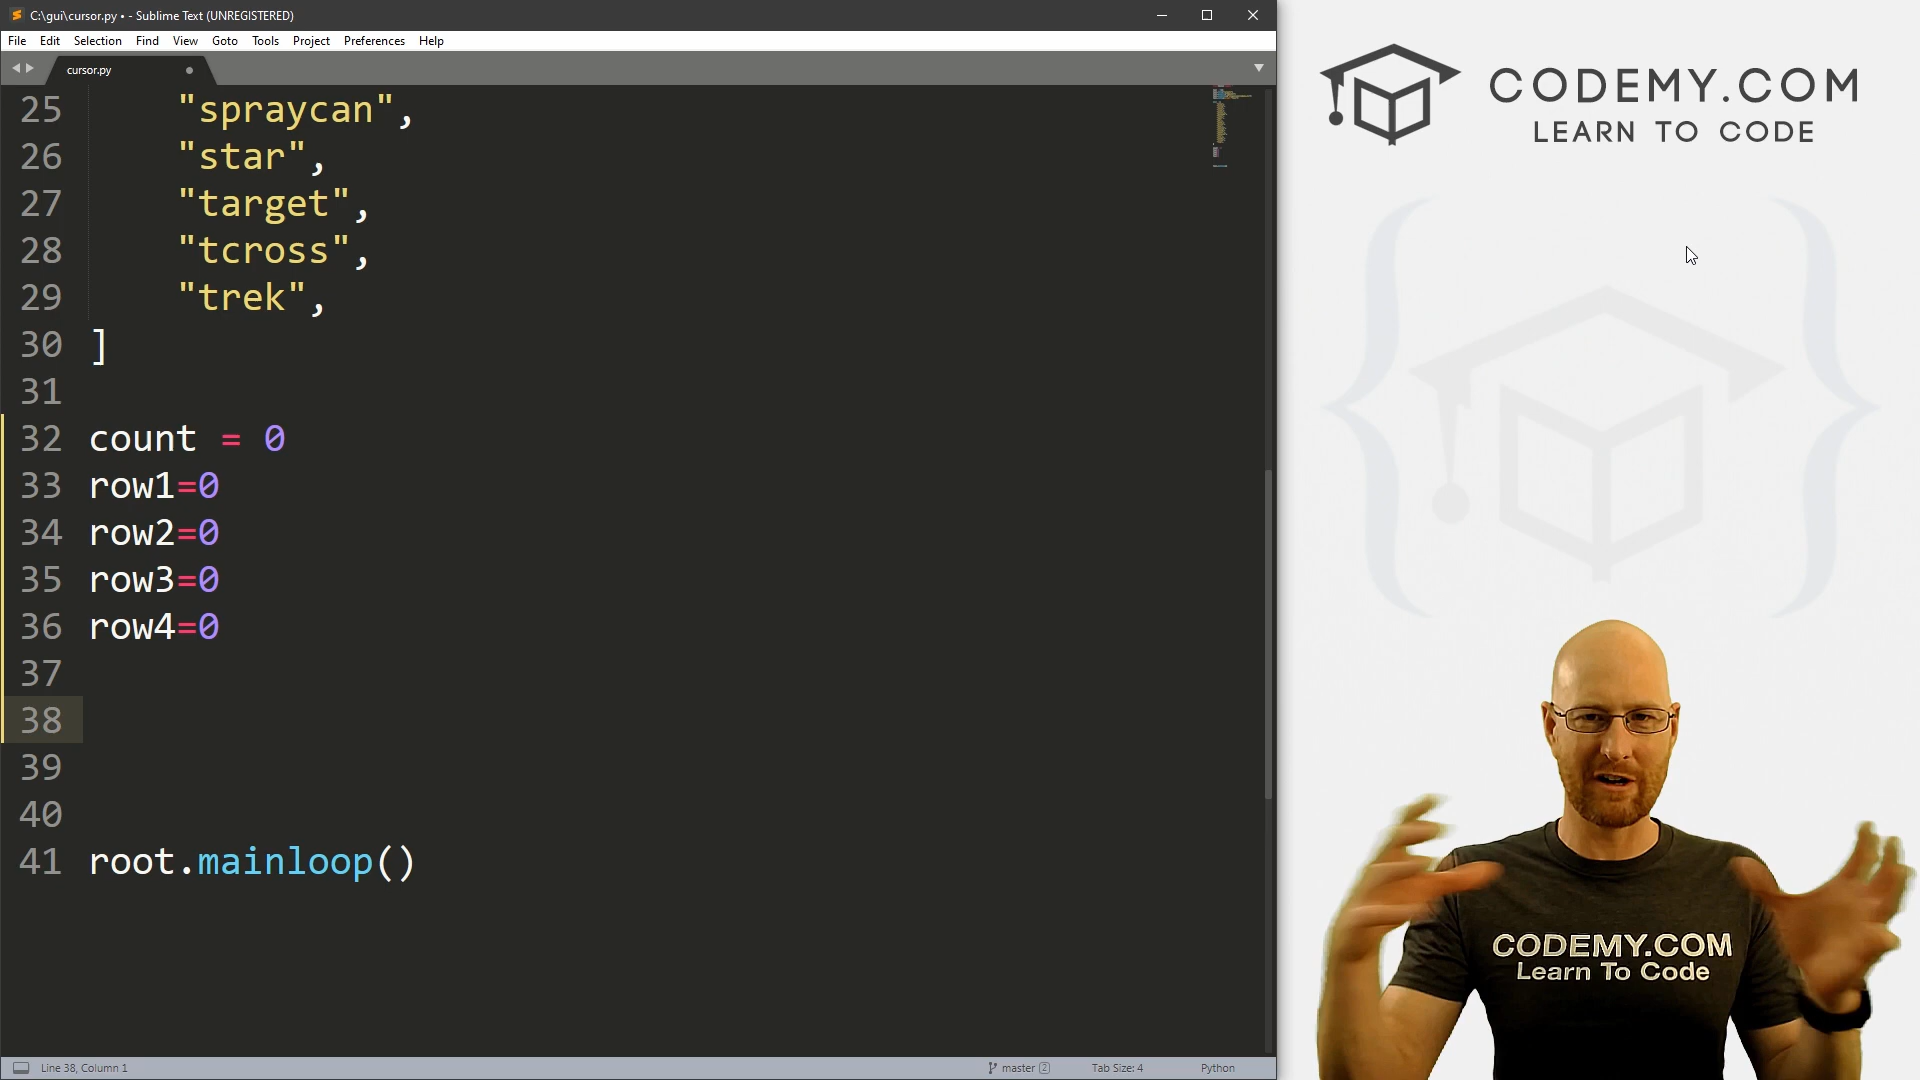 C:\gui\cursor.py • - Sublime Text (UNREGISTERED)
File Edit Selection Find View Goto Tools Project Preferences Help
cursor.py
25 "spraycan",
26 "star",
27 "target",
28 "tcross",
29 "trek",
30 ]
31
32 count = 0
33 row1=0
34 row2=0
35 row3=0
36 row4=0
37
38
39
40
41 root.mainloop()
Line 38, Column 1 master 2 Tab Size: 4 Python
CODEMY.COM
LEARN TO CODE
CODEMY.COM
Learn To Code